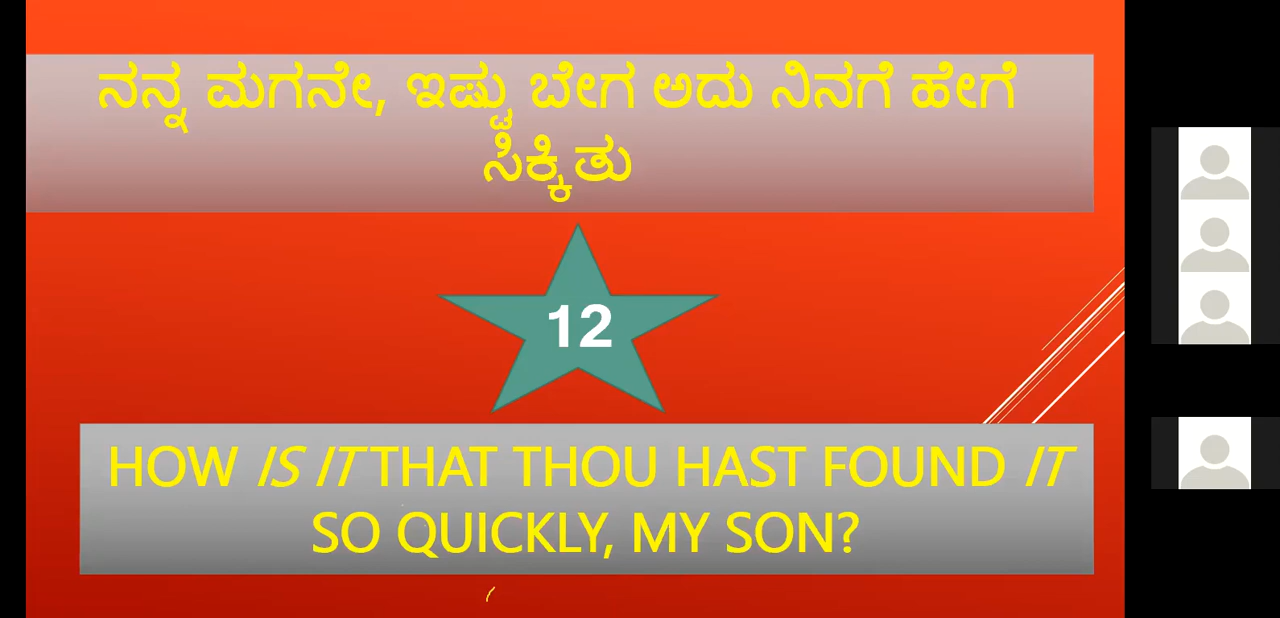 ನನ್ನ ಮಗನೇ, ಇಷ್ಟು ಬೇಗ ಅದು ನಿನಗೆ ಹೇಗೆ
ಸಿಕ್ಕಿತು
12
HOW IS IT THAT THOU HAST FOUND IT
SO QUICKLY, MY SON?